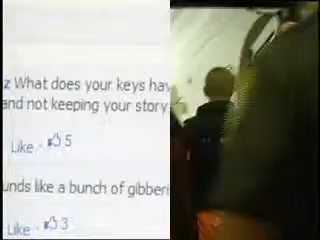 z What does your keys hav
and not keeping your story
Like · 5
unds like a bunch of gibberi
Like · 3